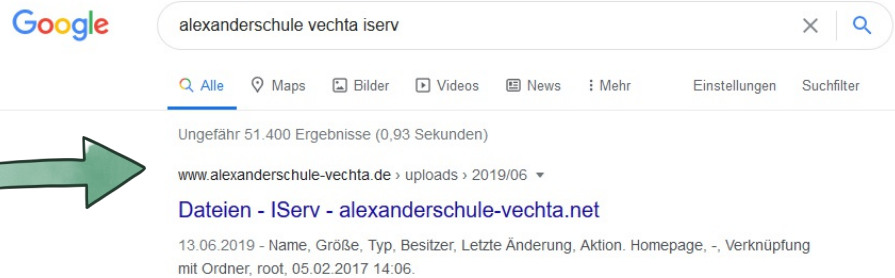 Google alexanderschule vechta iserv
Alle Maps Bilder Videos News Mehr Einstellungen Suchfilter
Ungefähr 51.400 Ergebnisse (0,93 Sekunden)
www.alexanderschule-vechta.de › uploads › 2019/06
Dateien - IServ - alexanderschule-vechta.net
13.06.2019 - Name, Größe, Typ, Besitzer, Letzte Änderung, Aktion. Homepage, -, Verknüpfung
mit Ordner, root, 05.02.2017 14:06.